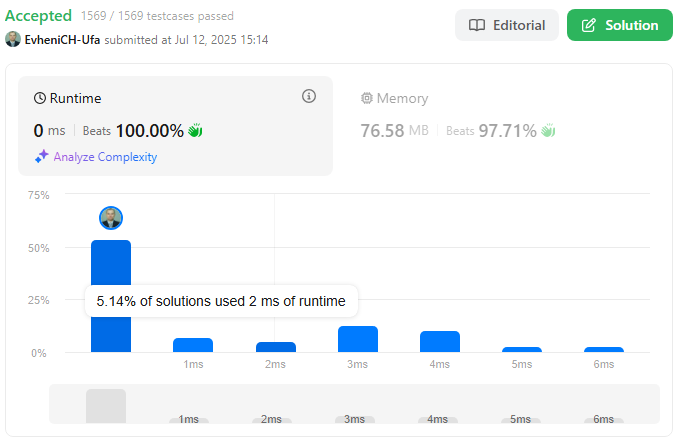 Accepted 1569 / 1569 testcases passed
Editorial
Solution
EvheniCH-Ufa submitted at Jul 12, 2025 15:14
Runtime
0 ms | Beats 100.00%
Analyze Complexity
Memory
76.58 MB | Beats 97.71%
75%
50%
25%
0%
5.14% of solutions used 2 ms of runtime
1ms 2ms 3ms 4ms 5ms 6ms
1ms 2ms 3ms 4ms 5ms 6ms